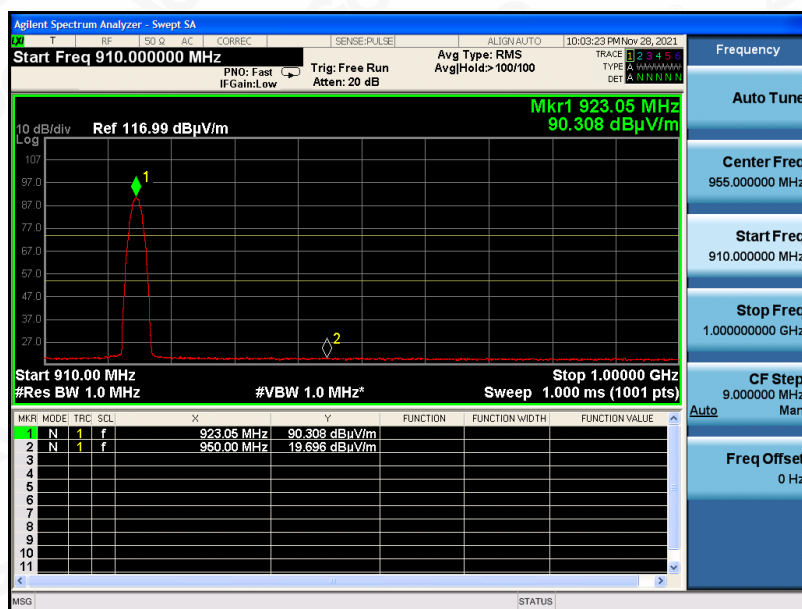 Agilent Spectrum Analyzer - Swept SA
LXI T RF 50 Ω AC CORREC SENSE:PULSE ALIGN AUTO 10:03:23 PM Nov 28, 2021
Start Freq 910.000000 MHz
PNO: Fast
IFGain:Low
Trig: Free Run
Atten: 20 dB
Avg Type: RMS
Avg|Hold:>100/100
TRACE 1 2 3 4 5 6
TYPE A WWWWW
DET A N N N N N
Mkr1 923.05 MHz
90.308 dBµV/m
10 dB/div Ref 116.99 dBµV/m
Log
107
97.0
87.0
77.0
67.0
57.0
47.0
37.0
27.0
1
2
Start 910.00 MHz Stop 1.00000 GHz
#Res BW 1.0 MHz #VBW 1.0 MHz* Sweep 1.000 ms (1001 pts)
MKR MODE TRC SCL X Y FUNCTION FUNCTION WIDTH FUNCTION VALUE
1 N 1 f 923.05 MHz 90.308 dBµV/m
2 N 1 f 950.00 MHz 19.696 dBµV/m
3
4
5
6
7
8
9
10
11
MSG STATUS
Frequency
Auto Tune
Center Freq
955.000000 MHz
Start Freq
910.000000 MHz
Stop Freq
1.000000000 GHz
CF Step
9.000000 MHz
Auto Man
Freq Offset
0 Hz